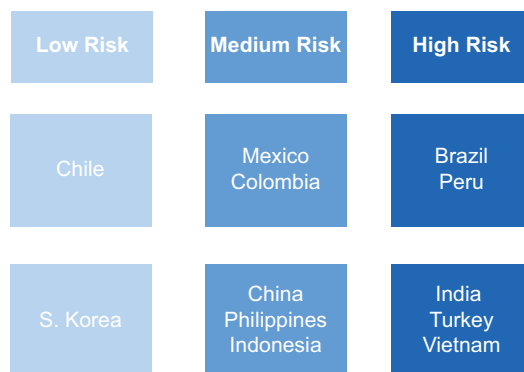 Low Risk
Medium Risk
High Risk
Chile
Mexico
Colombia
Brazil
Peru
S. Korea
China
Philippines
Indonesia
India
Turkey
Vietnam